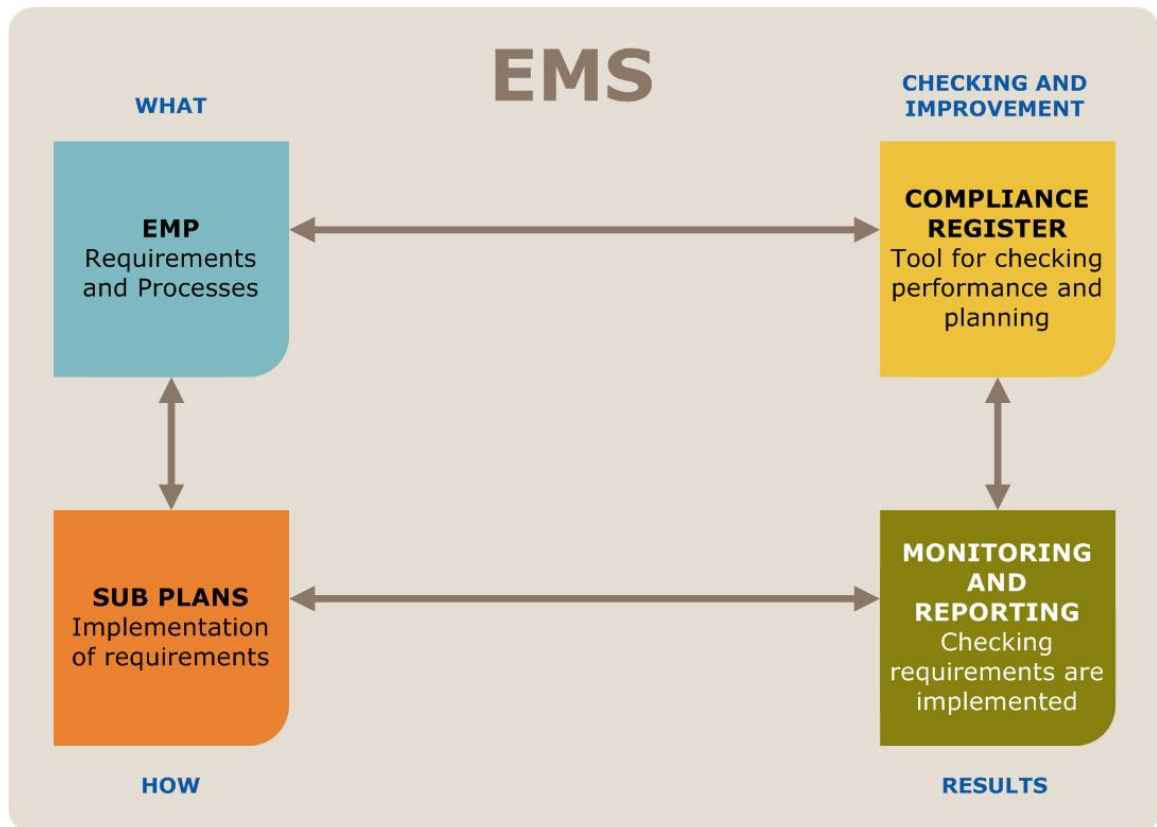 EMS
WHAT
CHECKING AND
IMPROVEMENT
EMP
Requirements
and Processes
COMPLIANCE
REGISTER
Tool for checking
performance and
planning
SUB PLANS
Implementation
of requirements
MONITORING
AND
REPORTING
Checking
requirements are
implemented
HOW
RESULTS